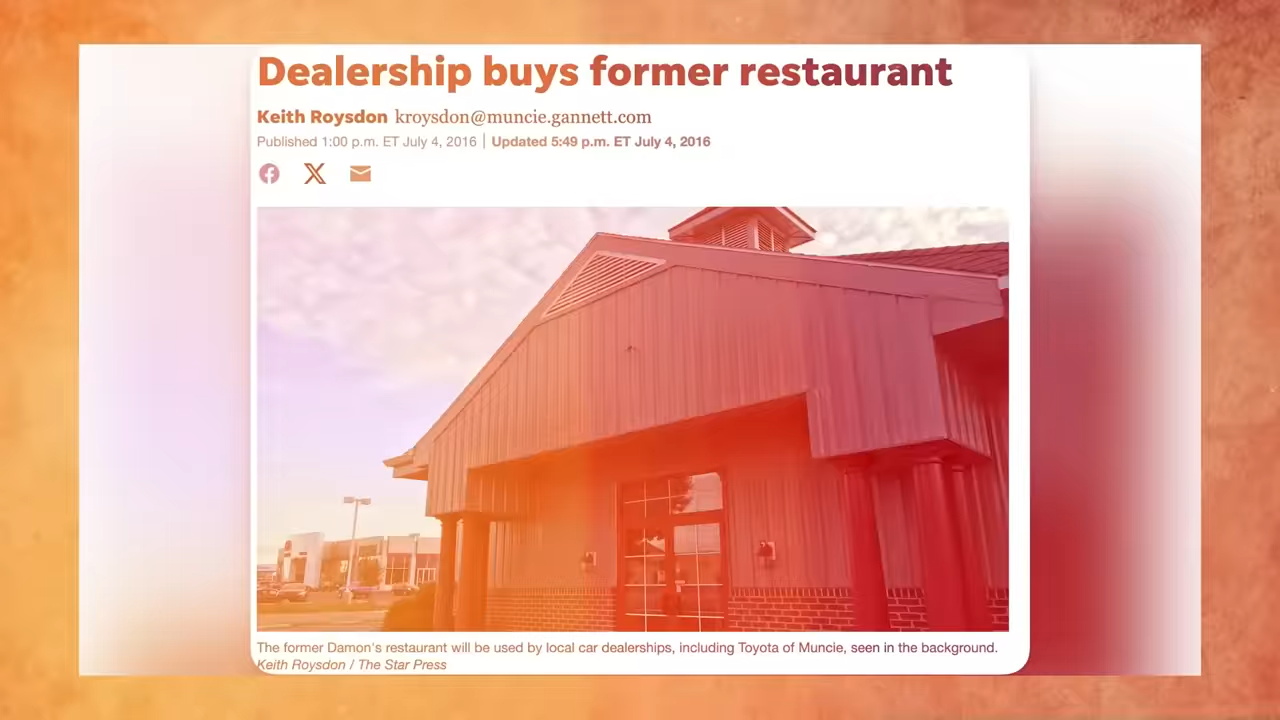 Dealership buys former restaurant
Keith Roysdon kroysdon@muncie.gannett.com
Published 1:00 p.m. ET July 4, 2016 | Updated 5:49 p.m. ET July 4, 2016
The former Damon's restaurant will be used by local car dealerships, including Toyota of Muncie, seen in the background.
Keith Roysdon / The Star Press